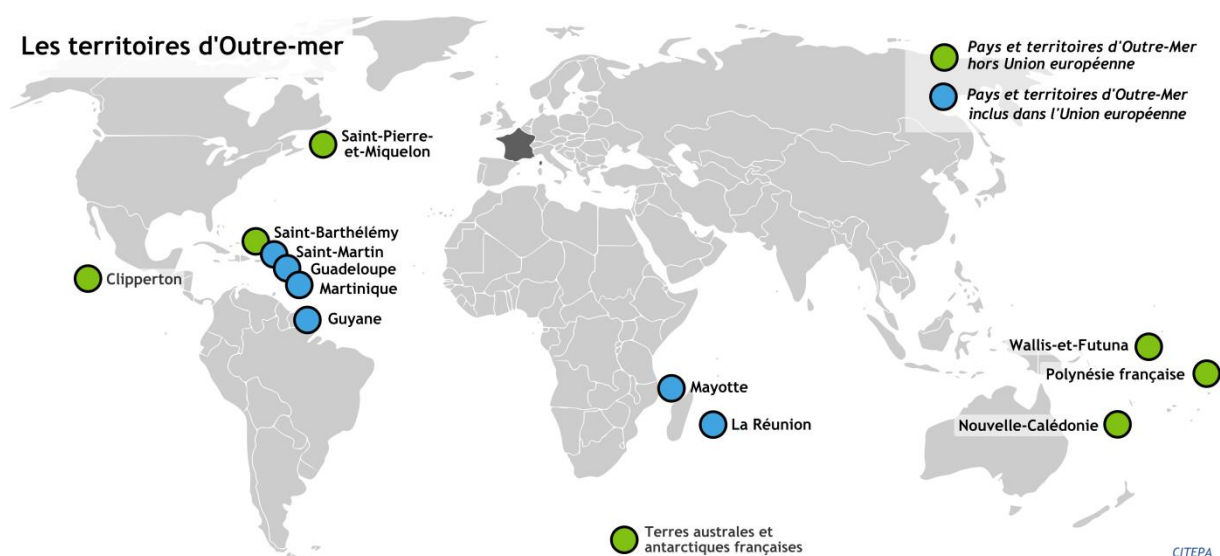 Les territoires d'Outre-mer
Pays et territoires d'Outre-Mer
hors Union européenne
Pays et territoires d'Outre-Mer
inclus dans l'Union européenne
Saint-Pierre-
et-Miquelon
Saint-Barthélémy
Saint-Martin
Guadeloupe
Martinique
Clipperton
Guyane
Wallis-et-Futuna
Polynésie française
Mayotte
La Réunion
Nouvelle-Calédonie
Terres australes et
antarctiques françaises
CITEPA